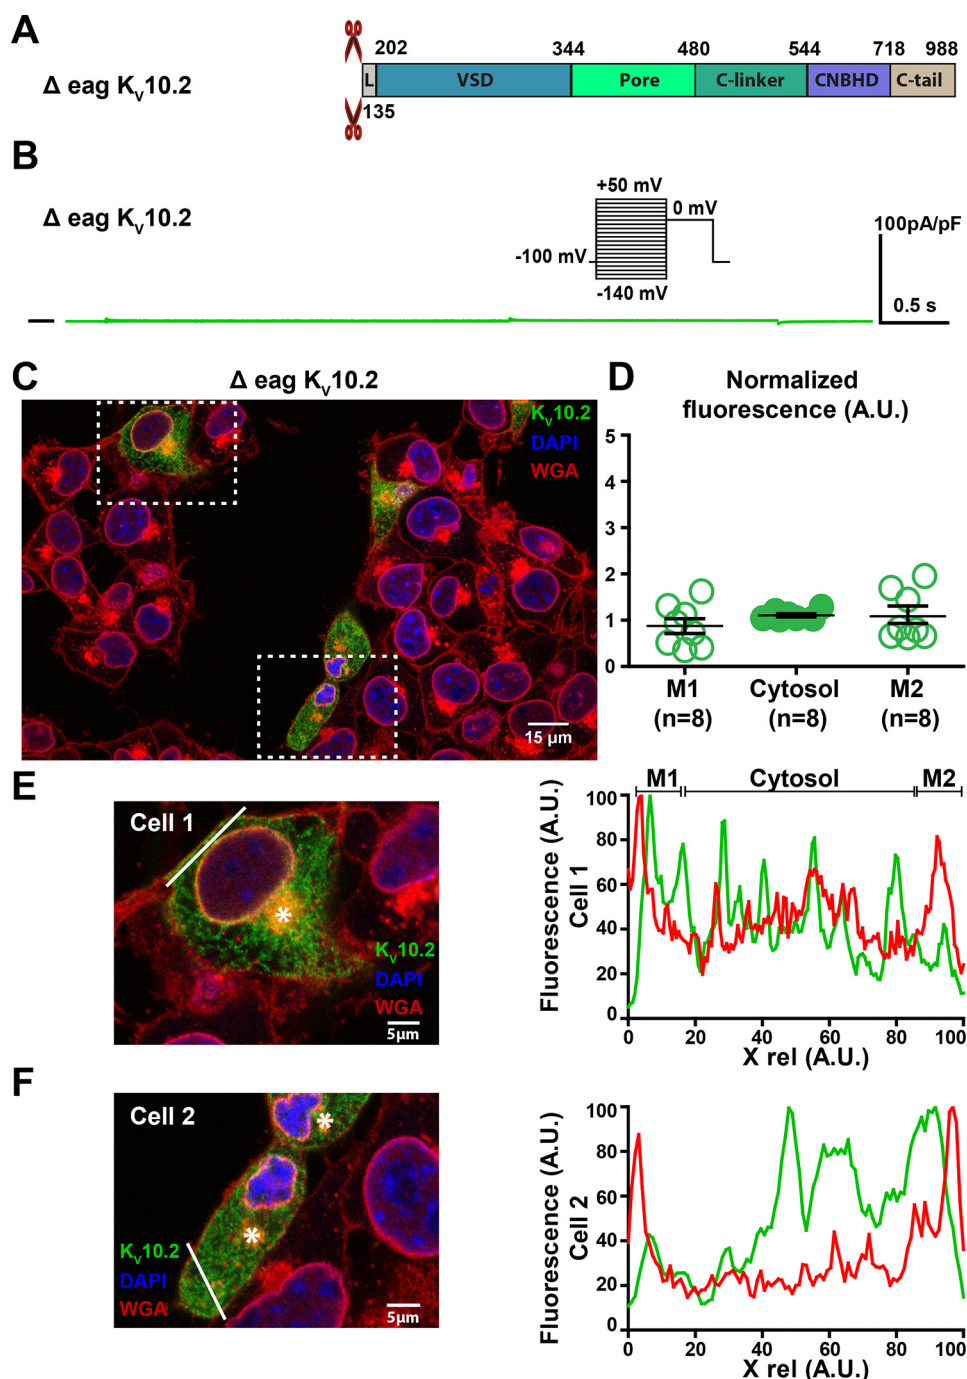 A
202 344 480 544 718 988
Δ eag Kv10.2
L VSD Pore C-linker CNBHD C-tail
135
B
+50 mV
Δ eag Kv10.2
0 mV
100pA/pF
-100 mV
-140 mV
0.5 s
C
Δ eag Kv10.2
Kv10.2
DAPI
WGA
15 µm
D
Normalized
fluorescence (A.U.)
5
4
3
2
1
0
M1 Cytosol M2
(n=8) (n=8) (n=8)
E
Cell 1
*
Kv10.2
DAPI
WGA
5µm
M1 Cytosol M2
Fluorescence (A.U.)
Cell 1
100
80
60
40
20
0
0 20 40 60 80 100
X rel (A.U.)
F
Cell 2
*
*
Kv10.2
DAPI
WGA
5µm
Fluorescence (A.U.)
Cell 2
100
80
60
40
20
0
0 20 40 60 80 100
X rel (A.U.)